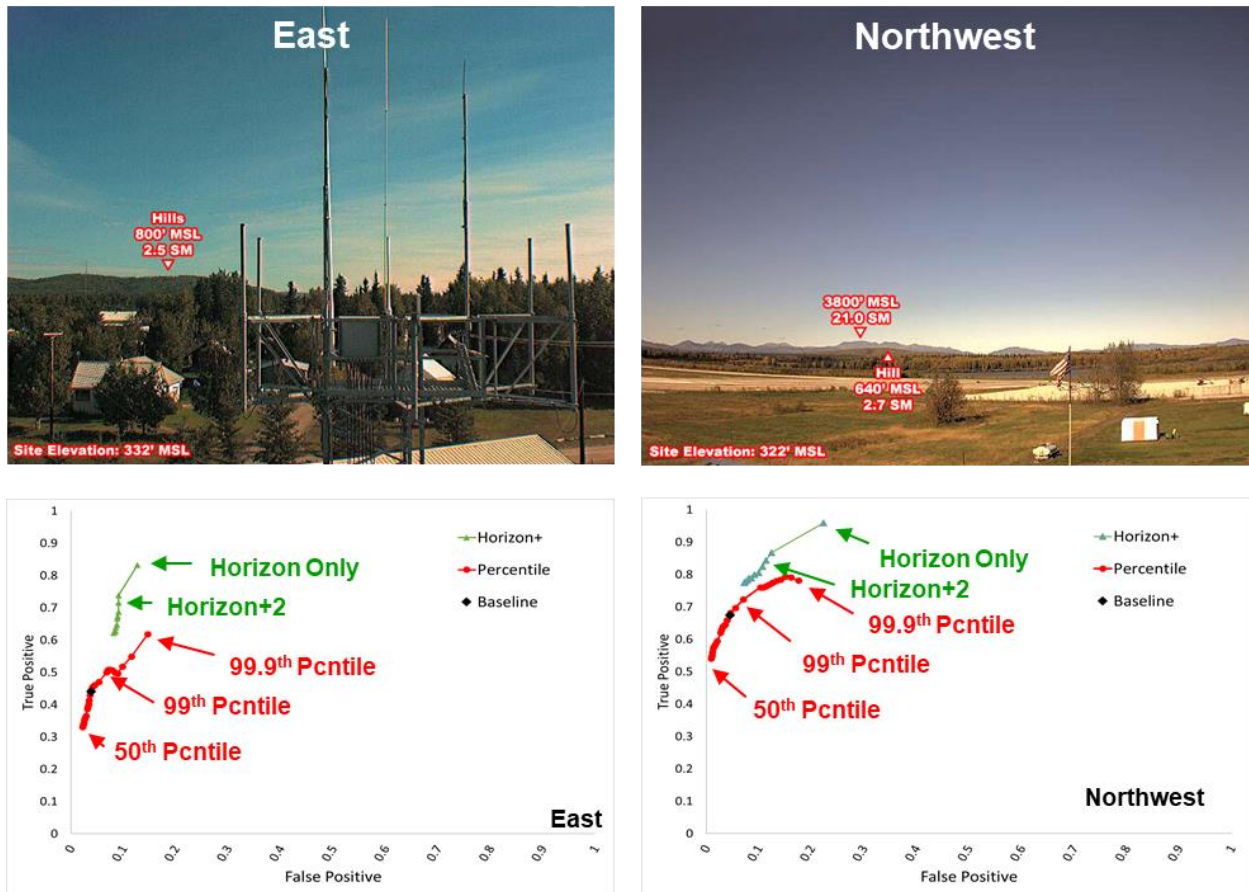 East
Hills
800' MSL
2.5 SM
Site Elevation: 332' MSL
Northwest
3800' MSL
21.0 SM
Hill
640' MSL
2.7 SM
Site Elevation: 322' MSL
True Positive
1
0.9
0.8
0.7
0.6
0.5
0.4
0.3
0.2
0.1
0
Horizon+
Percentile
Baseline
Horizon Only
Horizon+2
99.9th Pcntile
99th Pcntile
50th Pcntile
East
0
0.1
0.2
0.3
0.4
0.5
0.6
0.7
0.8
0.9
1
False Positive
True Positive
1
0.9
0.8
0.7
0.6
0.5
0.4
0.3
0.2
0.1
0
Horizon+
Percentile
Baseline
Horizon Only
Horizon+2
99.9th Pcntile
99th Pcntile
50th Pcntile
Northwest
0
0.1
0.2
0.3
0.4
0.5
0.6
0.7
0.8
0.9
1
False Positive